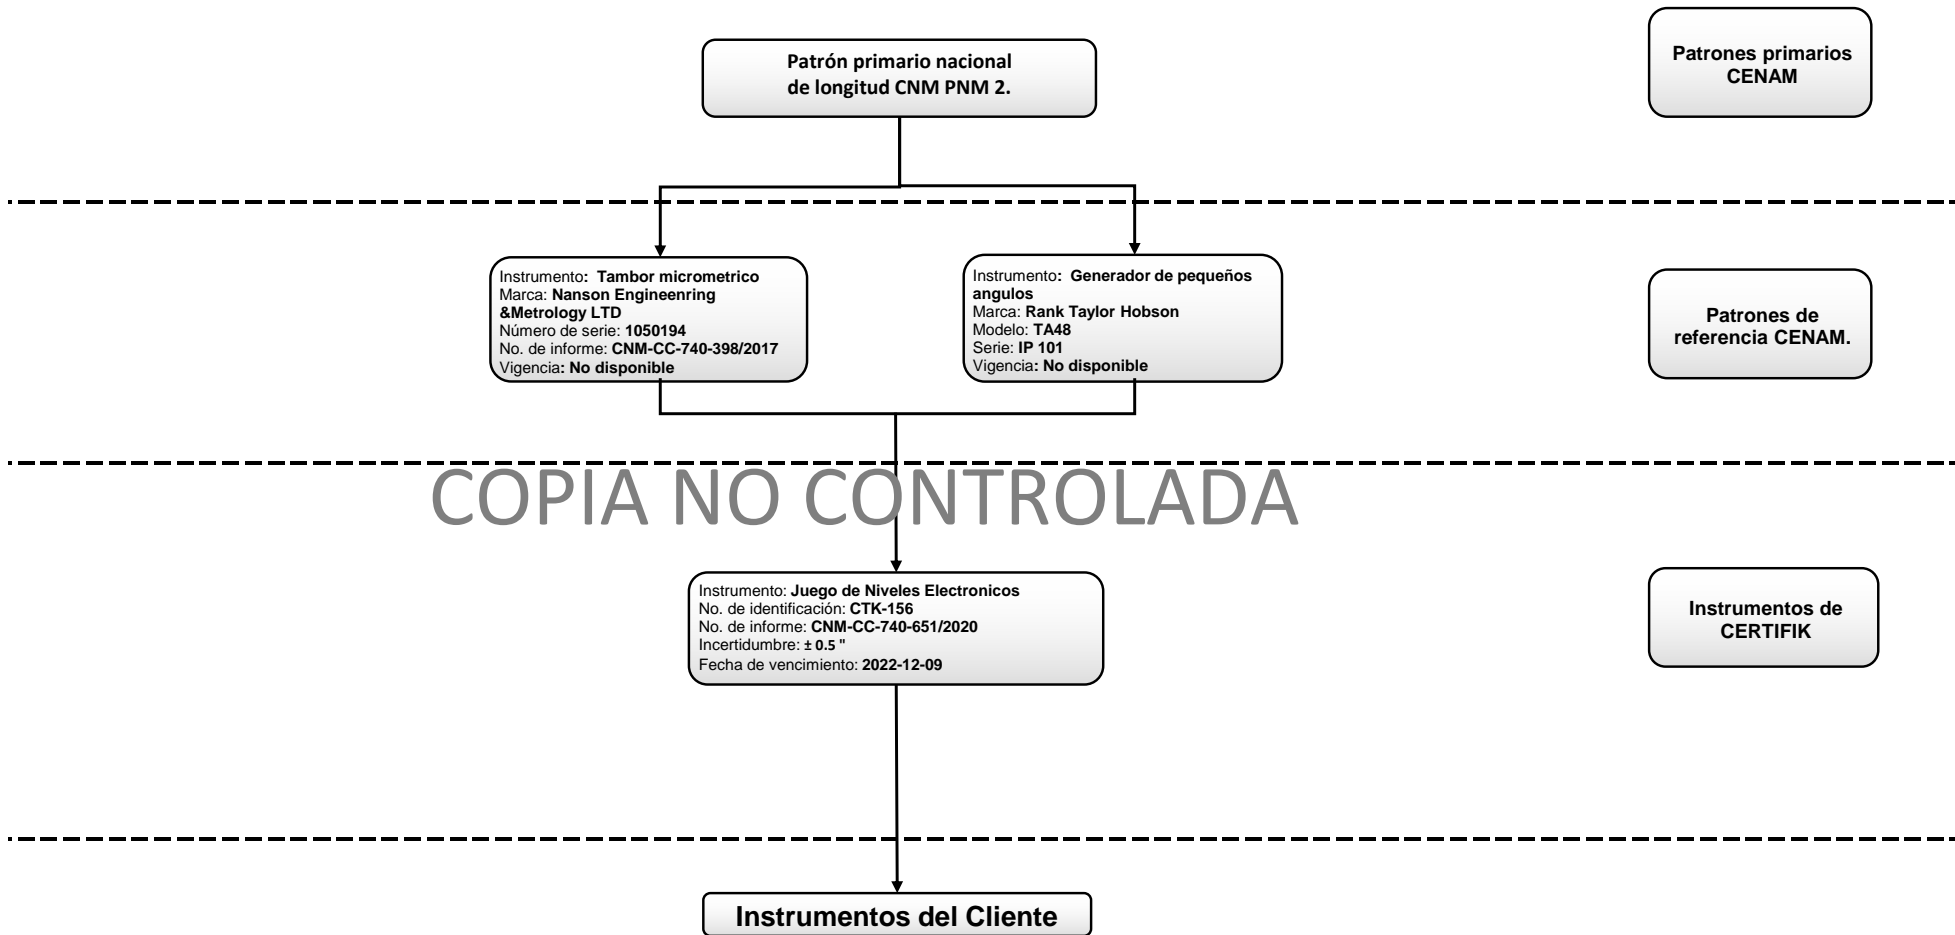 Patrón primario nacional
de longitud CNM PNM 2.
Patrones primarios
CENAM
Instrumento:  Tambor micrometrico
Marca: Nanson Engineenring
&Metrology LTD
Número de serie: 1050194
No. de informe: CNM-CC-740-398/2017
Vigencia: No disponible
Instrumento:  Generador de pequeños
angulos
Marca: Rank Taylor Hobson
Modelo: TA48
Serie: IP 101
Vigencia: No disponible
Patrones de
referencia CENAM.
COPIA NO CONTROLADA
Instrumento: Juego de Niveles Electronicos
No. de identificación: CTK-156
No. de informe: CNM-CC-740-651/2020
Incertidumbre: ± 0.5 "
Fecha de vencimiento: 2022-12-09
Instrumentos de
CERTIFIK
Instrumentos del Cliente